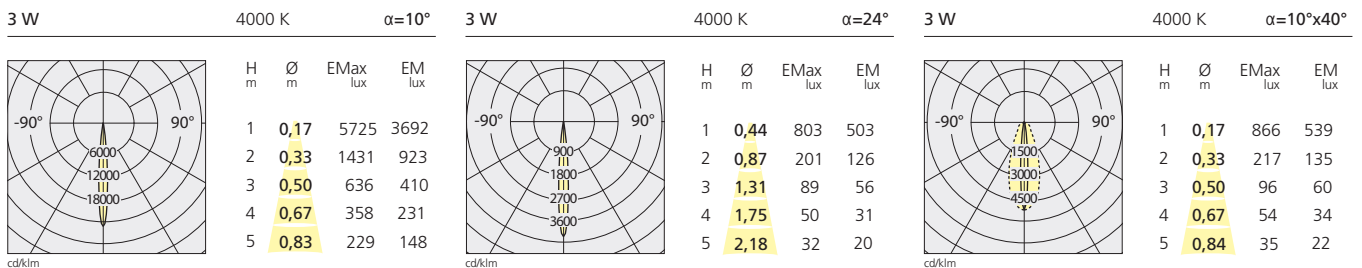 3 W 4000 K α=10°
H Ø EMax EM
m m lux lux
-90° 90°
6000
12000
18000
1 0,17 5725 3692
2 0,33 1431 923
3 0,50 636 410
4 0,67 358 231
5 0,83 229 148
cd/klm
3 W 4000 K α=24°
H Ø EMax EM
m m lux lux
-90° 90°
900
1800
2700
3600
1 0,44 803 503
2 0,87 201 126
3 1,31 89 56
4 1,75 50 31
5 2,18 32 20
cd/klm
3 W 4000 K α=10°x40°
H Ø EMax EM
m m lux lux
-90° 90°
1500
3000
4500
1 0,17 866 539
2 0,33 217 135
3 0,50 96 60
4 0,67 54 34
5 0,84 35 22
cd/klm